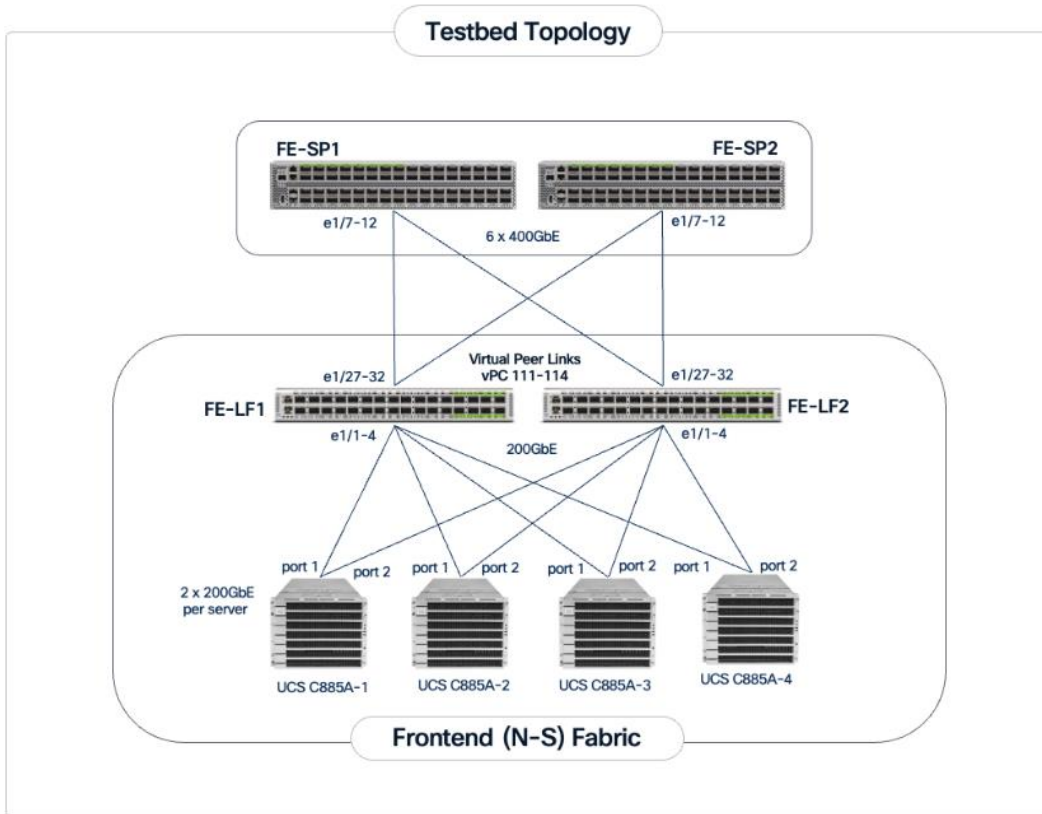 Testbed Topology
FE-SP1
FE-SP2
e1/7-12
e1/7-12
6 x 400GbE
Virtual Peer Links
vPC 111-114
e1/27-32
e1/27-32
FE-LF1
FE-LF2
e1/1-4
e1/1-4
200GbE
port 1
port 2
port 1
port 2
port 1
port 2
port 1
port 2
2 x 200GbE
per server
UCS C885A-1
UCS C885A-2
UCS C885A-3
UCS C885A-4
Frontend (N-S) Fabric